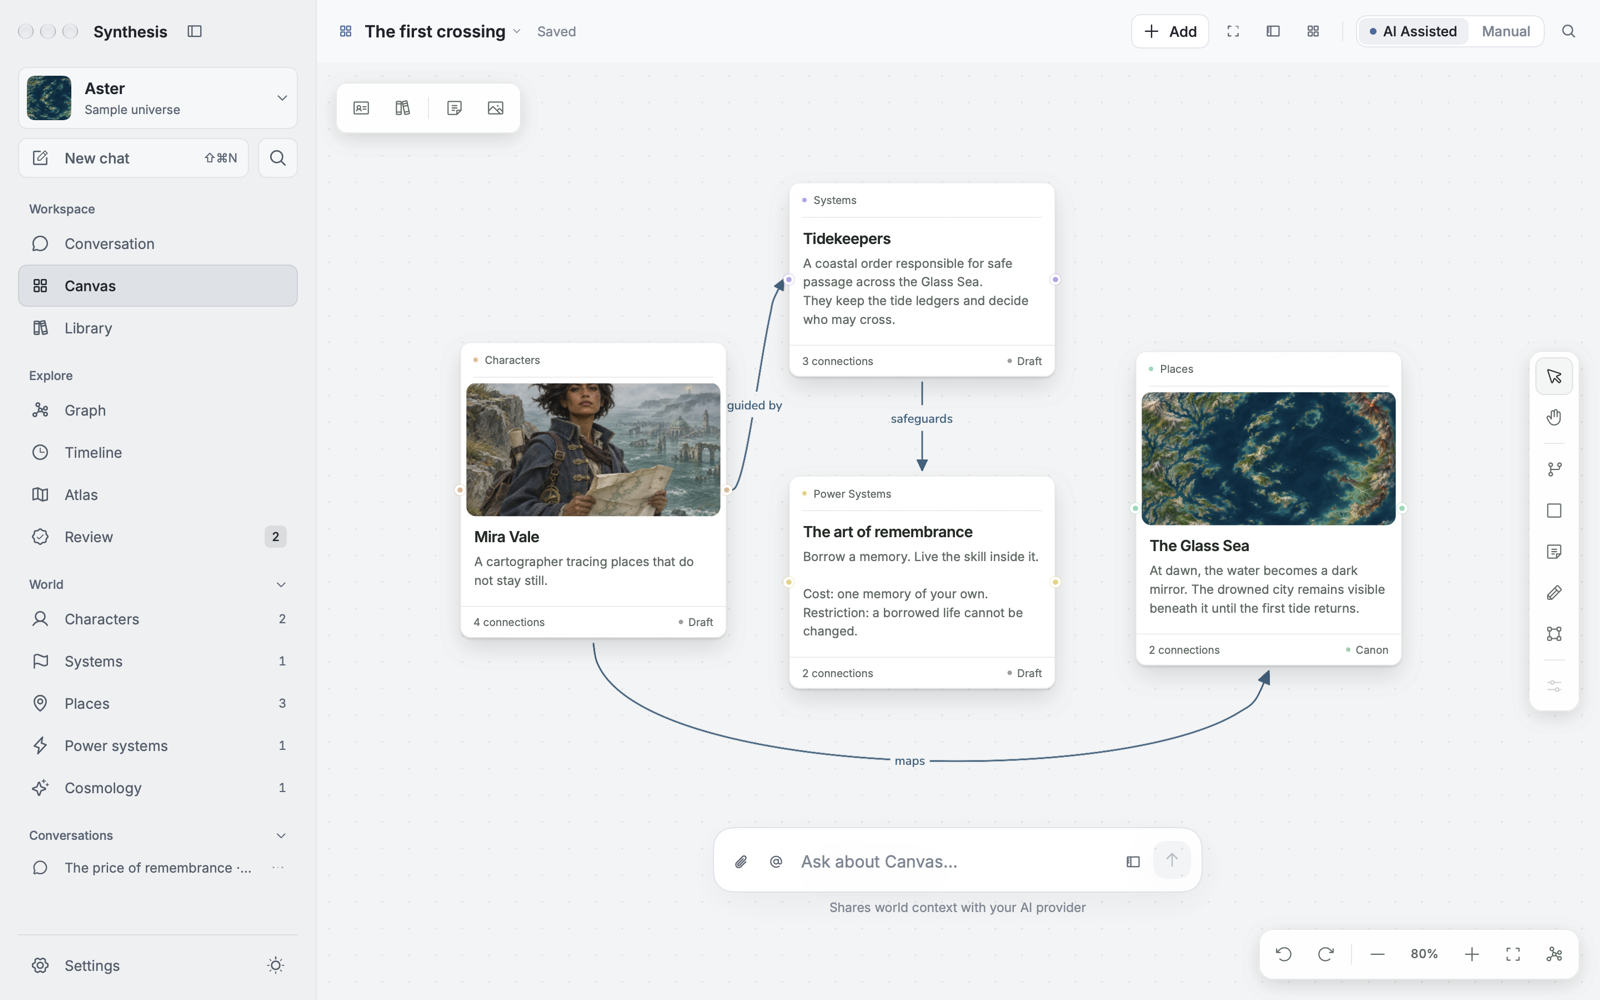 Synthesis
Aster
Sample universe
New chat
⇧⌘N
Workspace
Conversation
Canvas
Library
Explore
Graph
Timeline
Atlas
Review
2
World
Characters
2
Systems
1
Places
3
Power systems
1
Cosmology
1
Conversations
The price of remembrance ·...
Settings
The first crossing
Saved
Add
AI Assisted
Manual
Systems
Tidekeepers
A coastal order responsible for safe
passage across the Glass Sea.
They keep the tide ledgers and decide
who may cross.
3 connections
Draft
Characters
Mira Vale
A cartographer tracing places that do
not stay still.
4 connections
Draft
guided by
safeguards
Power Systems
The art of remembrance
Borrow a memory. Live the skill inside it.
Cost: one memory of your own.
Restriction: a borrowed life cannot be
changed.
2 connections
Draft
Places
The Glass Sea
At dawn, the water becomes a dark
mirror. The drowned city remains visible
beneath it until the first tide returns.
2 connections
Canon
maps
@
Ask about Canvas...
Shares world context with your AI provider
80%